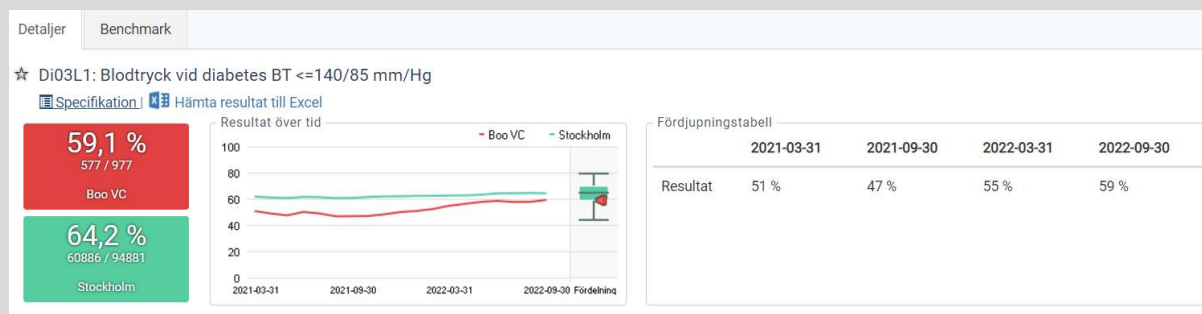 Detaljer Benchmark
Di03L1: Blodtryck vid diabetes BT <=140/85 mm/Hg
Specifikation | Hämta resultat till Excel
59,1 %
577 / 977
Boo VC
64,2 %
60886 / 94881
Stockholm
Resultat över tid
Boo VC Stockholm
100
80
60
40
20
0
2021-03-31 2021-09-30 2022-03-31 2022-09-30 Fördelning
Fördjupningstabell
2021-03-31 2021-09-30 2022-03-31 2022-09-30
Resultat 51 % 47 % 55 % 59 %